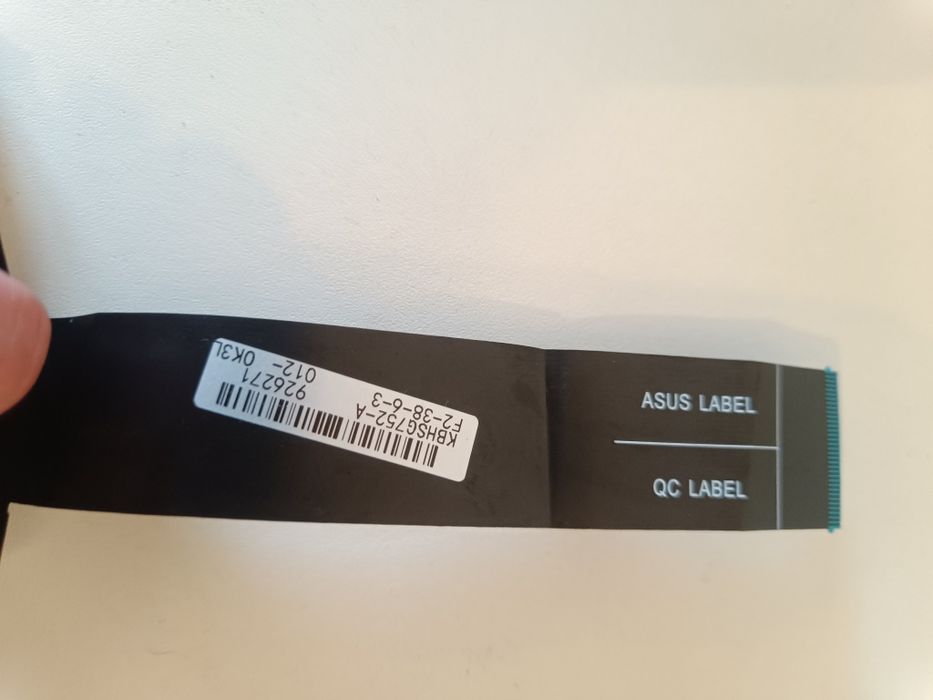 ASUS LABEL
QC LABEL
KBHSG752-A 926271
F2-38-6-3 012- 0K3L